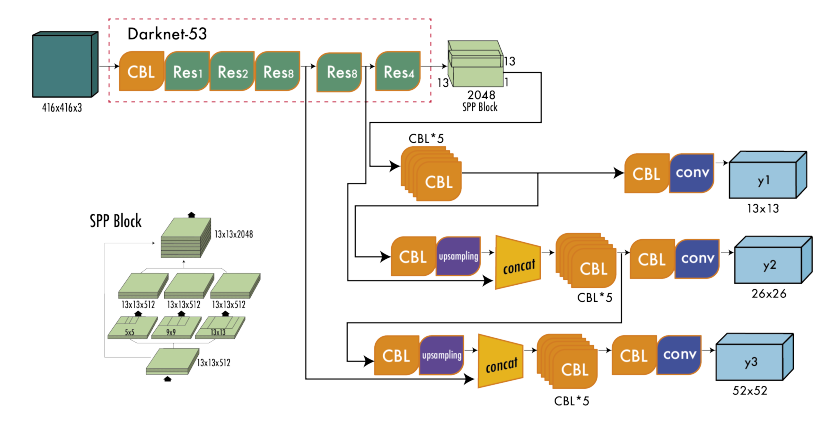 Darknet-53
CBL
Res1
Res2
Res8
Res8
Res4
416x416x3
13
13
1
2048
SPP Block
CBL*5
CBL
CBL
conv
y1
13x13
SPP Block
13x13x2048
13x13x512
13x13x512
13x13x512
5x5
9x9
13x13
13x13x512
CBL
upsampling
concat
CBL
CBL*5
CBL
conv
y2
26x26
CBL
upsampling
concat
CBL
CBL*5
CBL
conv
y3
52x52